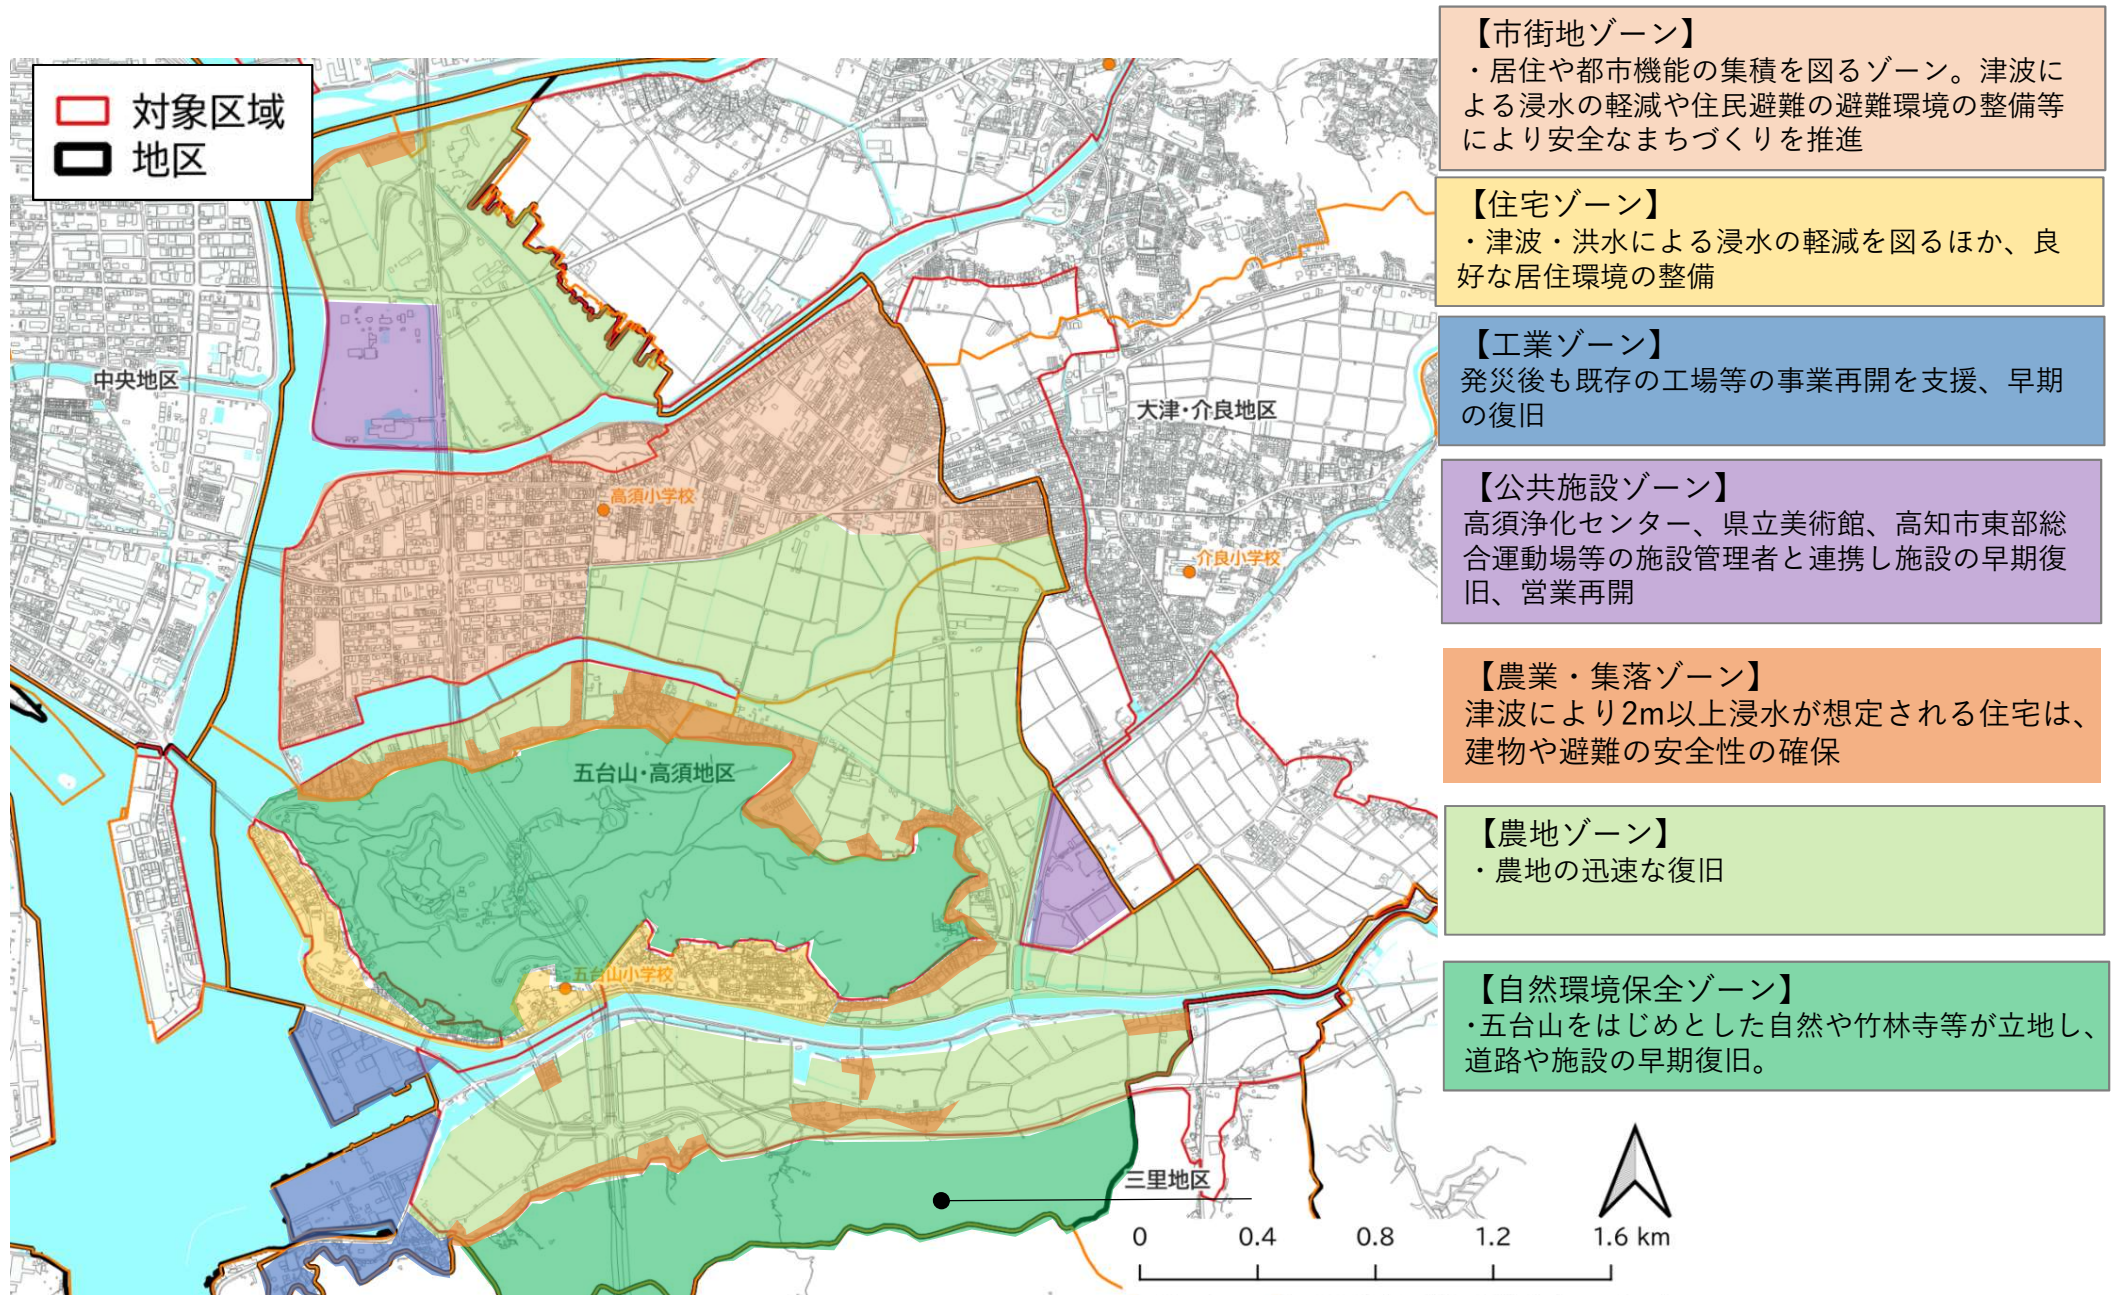 対象区域
地区
中央地区
高須小学校
大津・介良地区
介良小学校
五台山・高須地区
五台山小学校
三里地区
0 0.4 0.8 1.2 1.6 km
【市街地ゾーン】
・居住や都市機能の集積を図るゾーン。津波に
よる浸水の軽減や住民避難の避難環境の整備等
により安全なまちづくりを推進
【住宅ゾーン】
・津波・洪水による浸水の軽減を図るほか、良
好な居住環境の整備
【工業ゾーン】
発災後も既存の工場等の事業再開を支援、早期
の復旧
【公共施設ゾーン】
高須浄化センター、県立美術館、高知市東部総
合運動場等の施設管理者と連携し施設の早期復
旧、営業再開
【農業・集落ゾーン】
津波により2m以上浸水が想定される住宅は、
建物や避難の安全性の確保
【農地ゾーン】
・農地の迅速な復旧
【自然環境保全ゾーン】
・五台山をはじめとした自然や竹林寺等が立地し、
道路や施設の早期復旧。